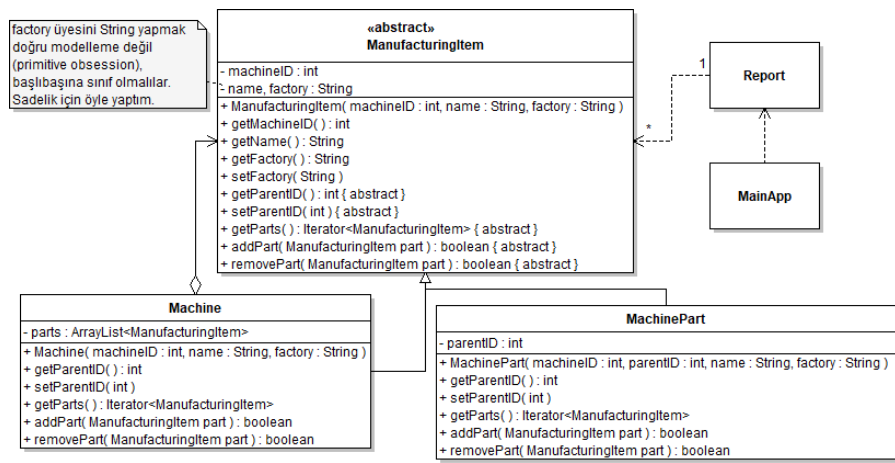 factory üyesini String yapmak
doğru modelleme değil
(primitive obsession),
başlıbaşına sınıf olmalılar.
Sadelik için öyle yaptım.
«abstract»
ManufacturingItem
- machineID : int
- name, factory : String
+ ManufacturingItem( machineID : int, name : String, factory : String )
+ getMachineID( ) : int
+ getName( ) : String
+ getFactory( ) : String
+ setFactory( String )
+ getParentID( ) : int { abstract }
+ setParentID( int ) { abstract }
+ getParts( ) : Iterator<ManufacturingItem> { abstract }
+ addPart( ManufacturingItem part ) : boolean { abstract }
+ removePart( ManufacturingItem part ) : boolean { abstract }
1
*
Report
MainApp
Machine
- parts : ArrayList<ManufacturingItem>
+ Machine( machineID : int, name : String, factory : String )
+ getParentID( ) : int
+ setParentID( int )
+ getParts( ) : Iterator<ManufacturingItem>
+ addPart( ManufacturingItem part ) : boolean
+ removePart( ManufacturingItem part ) : boolean
MachinePart
- parentID : int
+ MachinePart( machineID : int, parentID : int, name : String, factory : String )
+ getParentID( ) : int
+ setParentID( int )
+ getParts( ) : Iterator<ManufacturingItem>
+ addPart( ManufacturingItem part ) : boolean
+ removePart( ManufacturingItem part ) : boolean